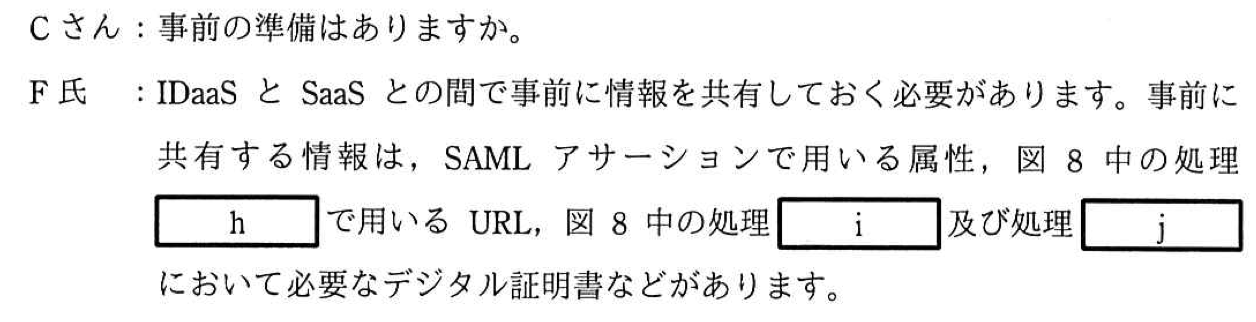 Cさん：事前の準備はありますか。
F氏　：IDaaS と SaaS との間で事前に情報を共有しておく必要があります。事前に
共有する情報は，SAML アサーションで用いる属性，図 8 中の処理
h で用いる URL，図 8 中の処理 i 及び処理 j
において必要なデジタル証明書などがあります。